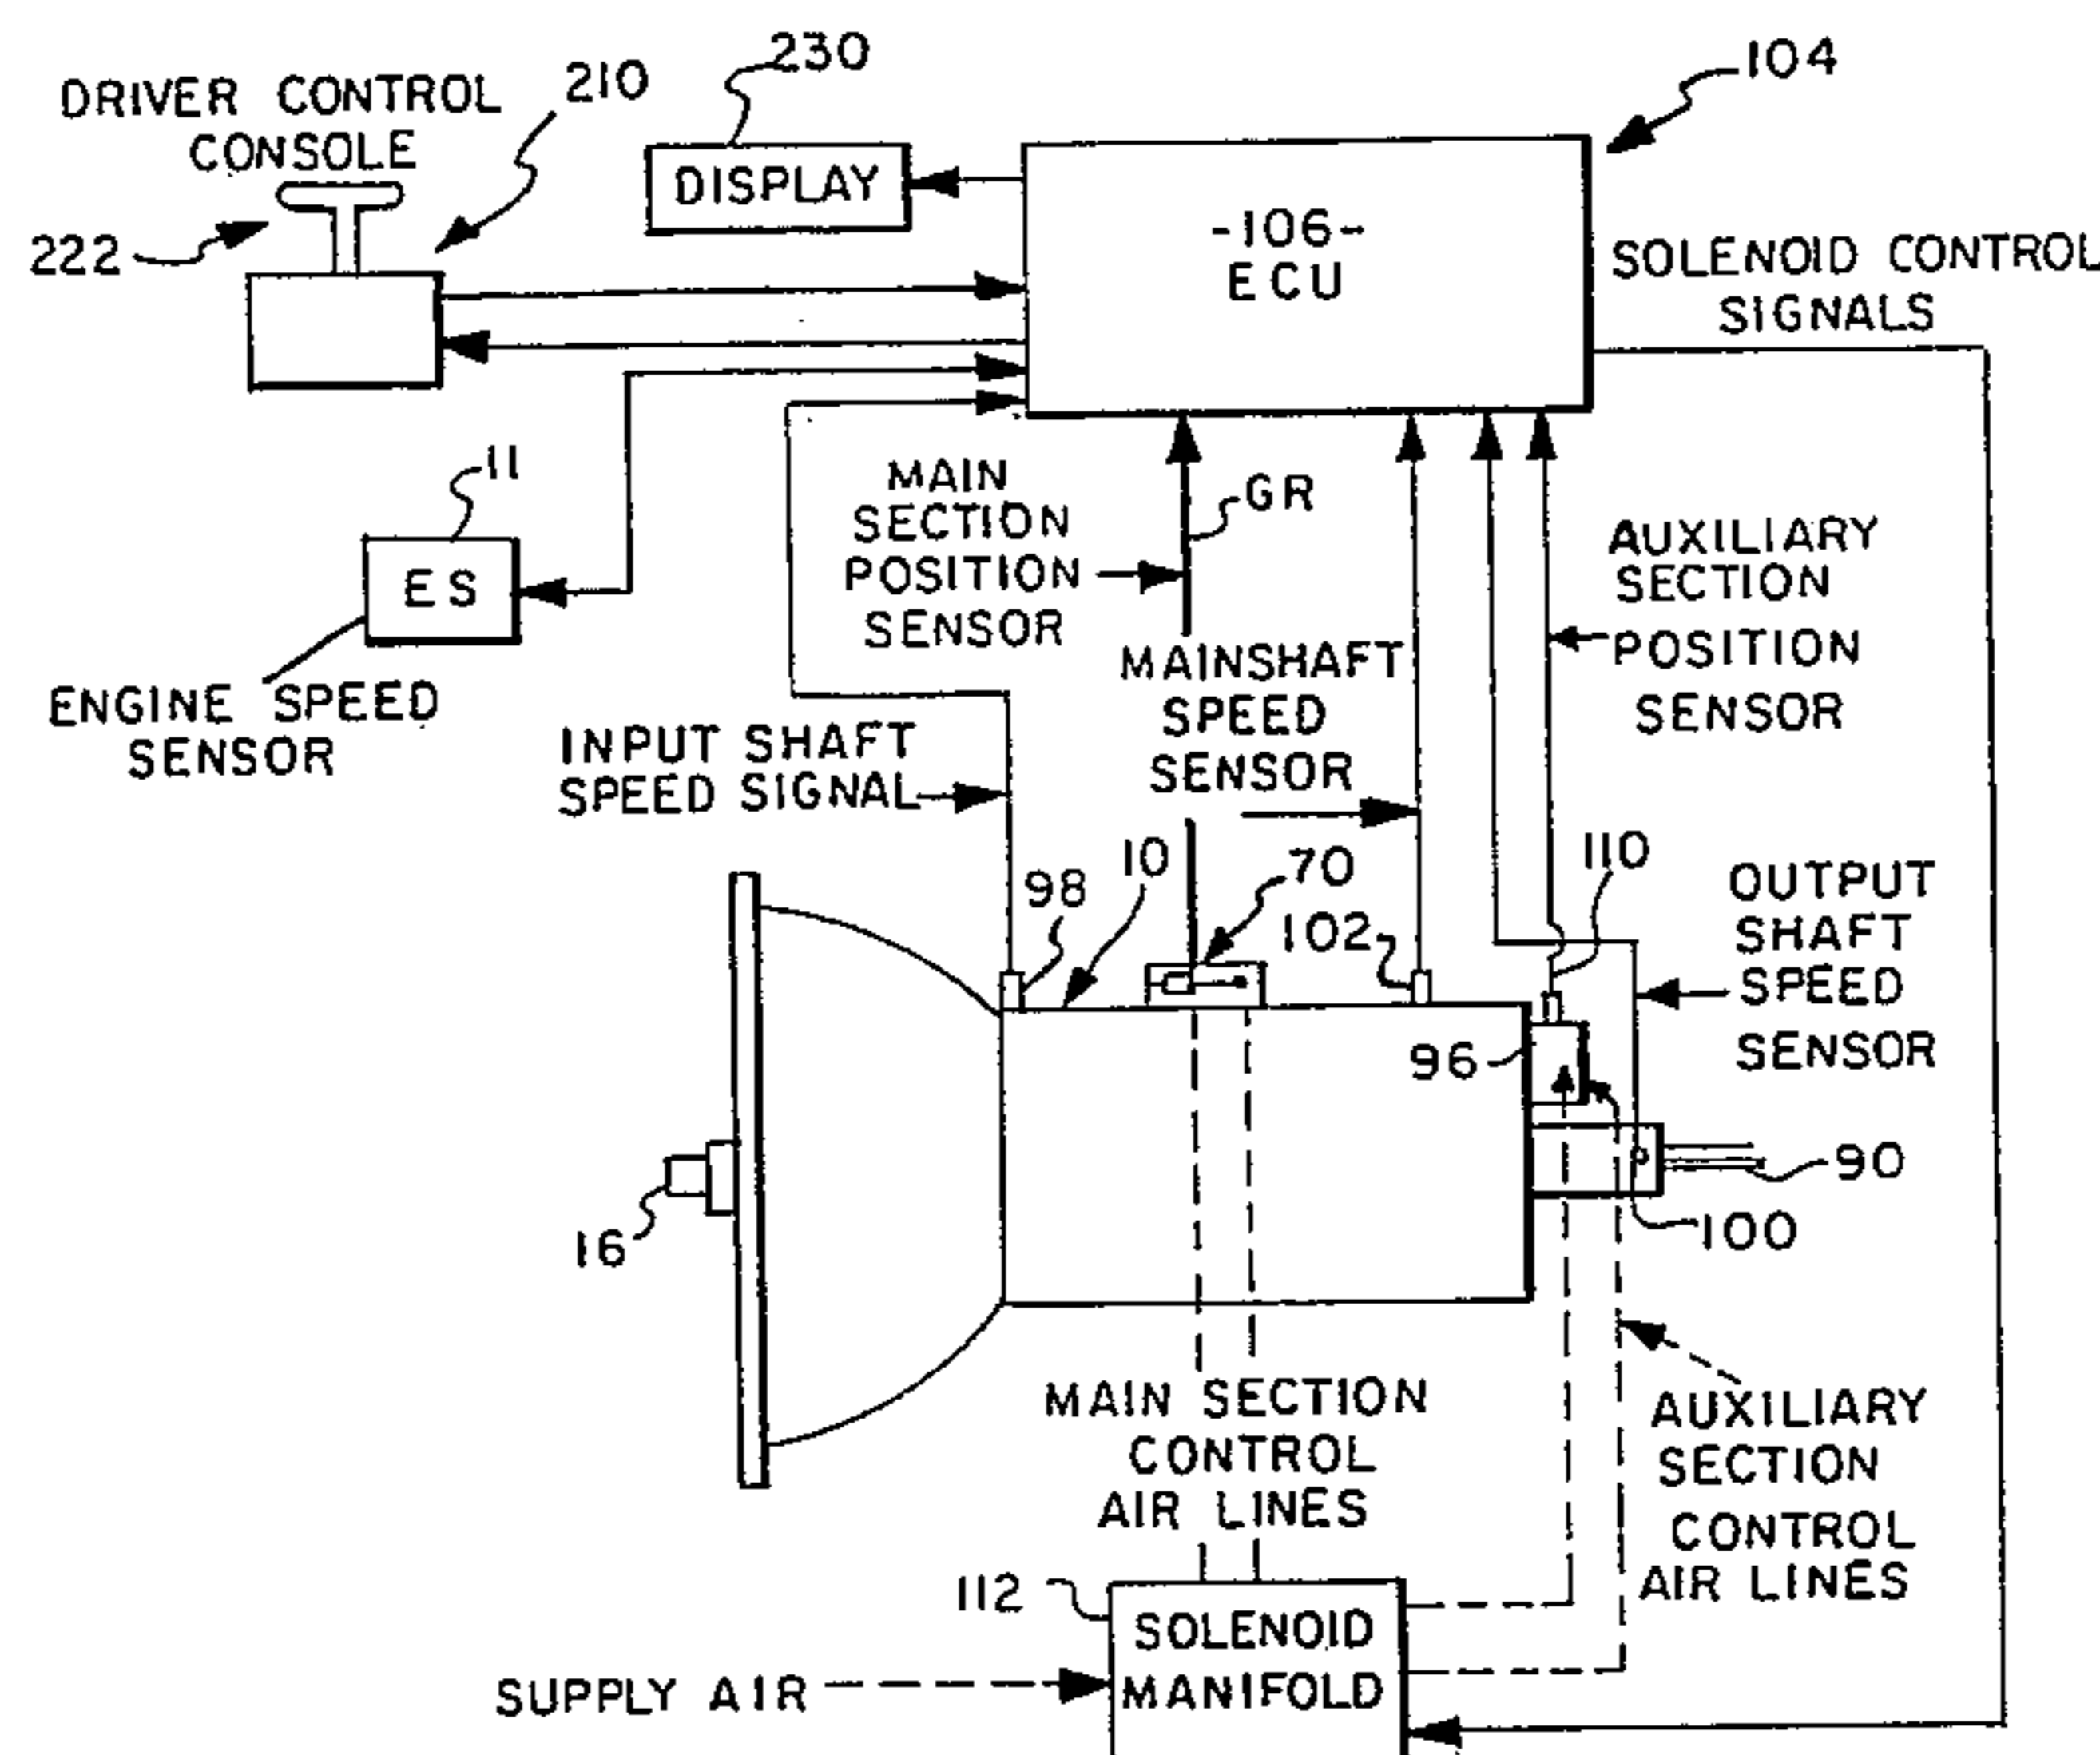 230
104
DRIVER CONTROL
CONSOLE
210
DISPLAY
-106-
ECU
222
SOLENOID CONTROL
SIGNALS
11
ES
ENGINE SPEED
SENSOR
MAIN
SECTION
POSITION
SENSOR
GR
AUXILIARY
SECTION
POSITION
SENSOR
MAINSHAFT
SPEED
SENSOR
INPUT SHAFT
SPEED SIGNAL
98
10
70
102
110
OUTPUT
SHAFT
SPEED
SENSOR
96
90
100
16
MAIN SECTION
CONTROL
AIR LINES
AUXILIARY
SECTION
CONTROL
AIR LINES
112
SOLENOID
MANIFOLD
SUPPLY AIR